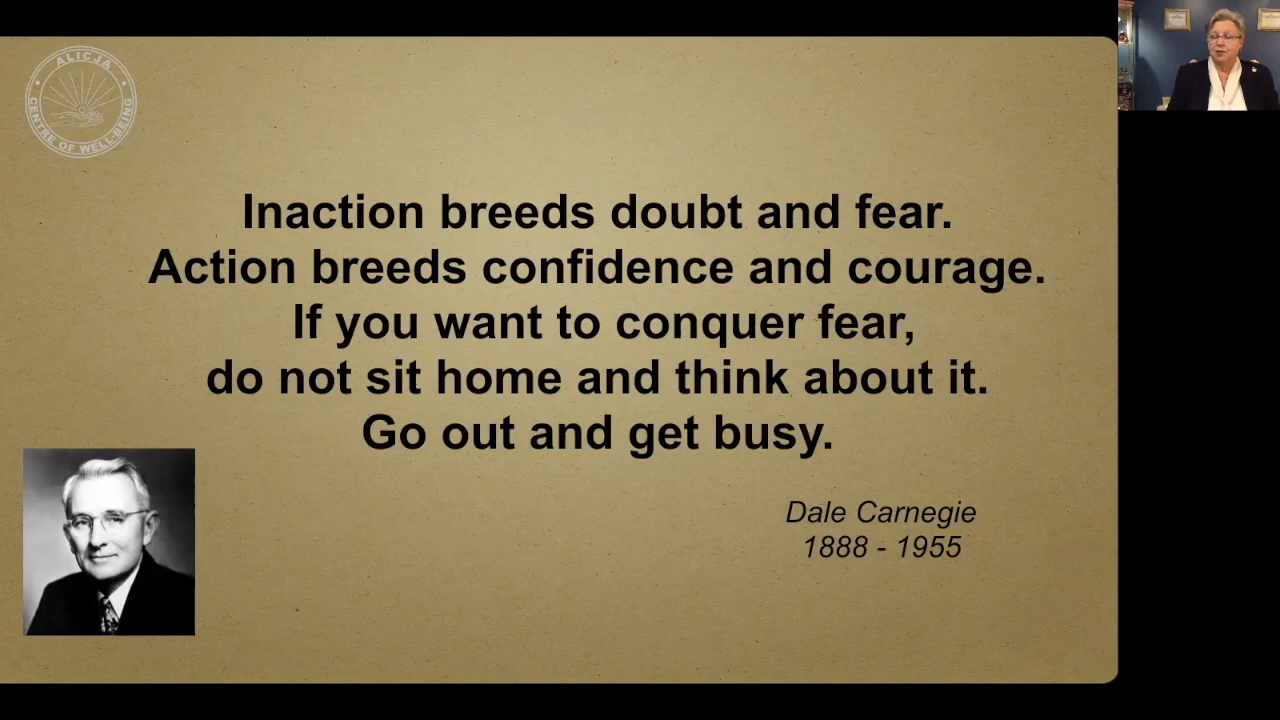 ALICJA
CENTRE OF WELL-BEING
Inaction breeds doubt and fear.
Action breeds confidence and courage.
If you want to conquer fear,
do not sit home and think about it.
Go out and get busy.
Dale Carnegie
1888 - 1955